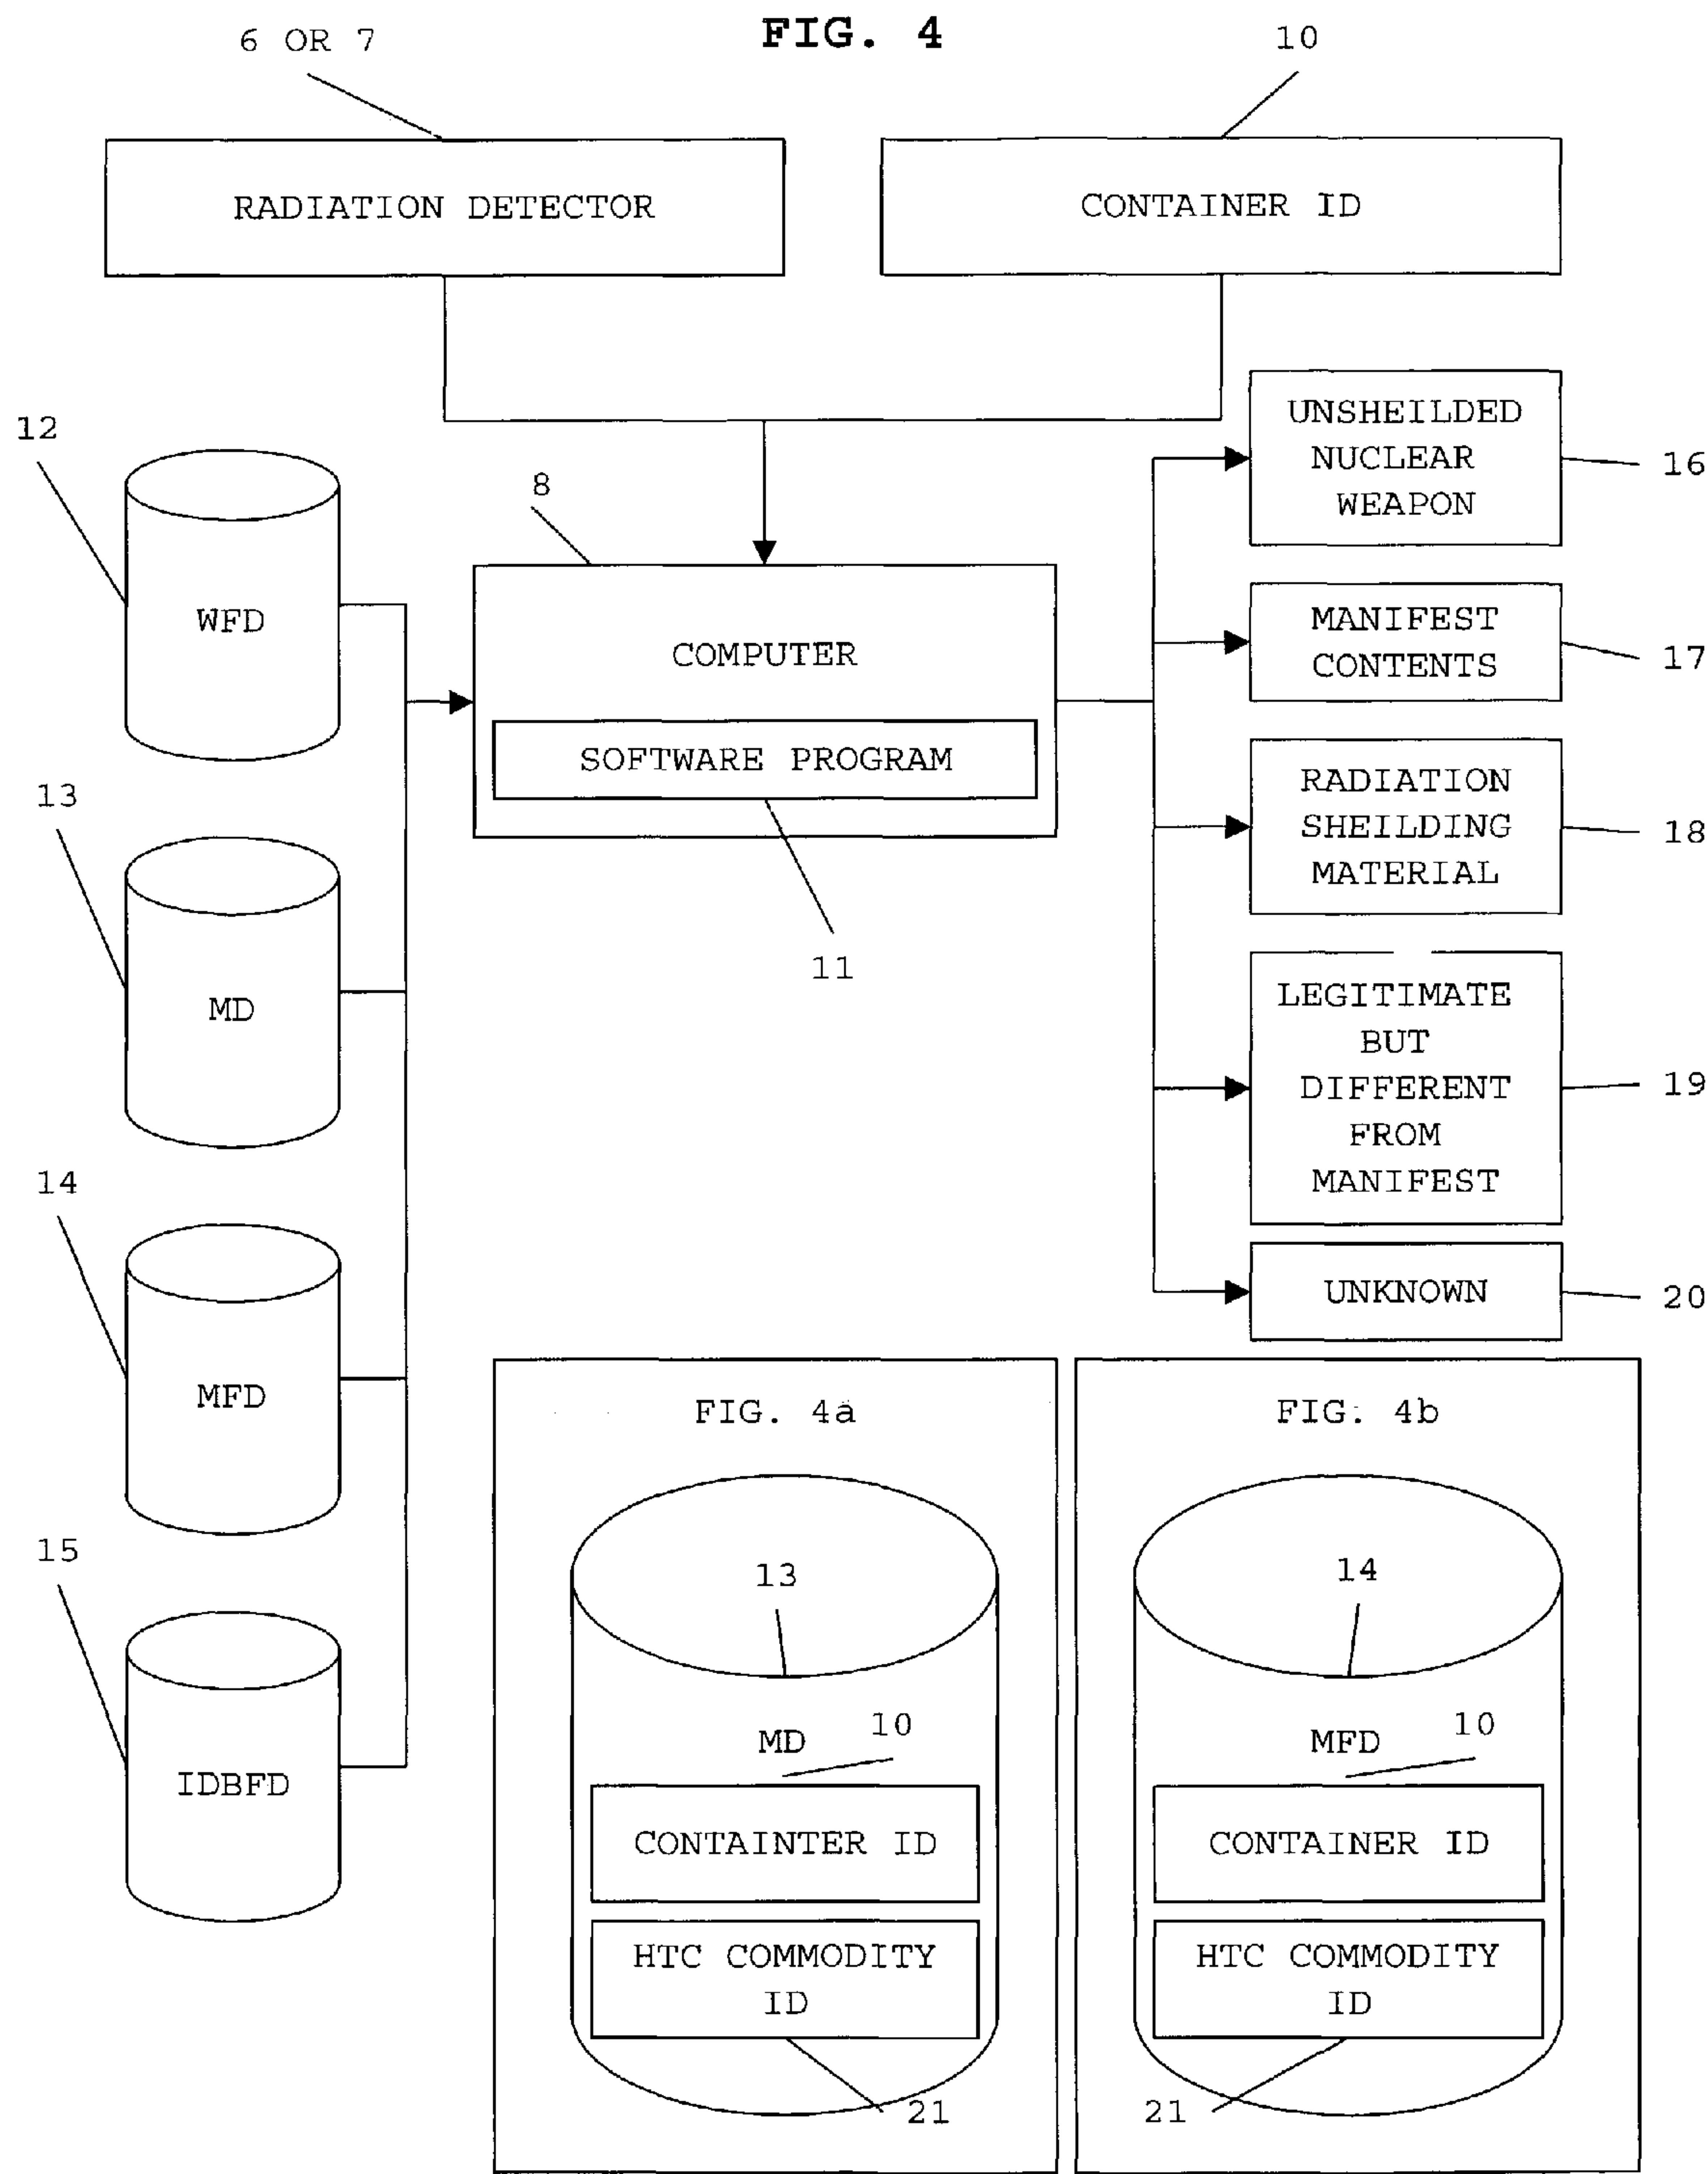 FIG. 4
6 OR 7
10
RADIATION DETECTOR
CONTAINER ID
12
WFD
13
MD
14
MFD
15
IDBFD
8
COMPUTER
SOFTWARE PROGRAM
11
UNSHEILDED
NUCLEAR
WEAPON
16
MANIFEST
CONTENTS
17
RADIATION
SHEILDING
MATERIAL
18
LEGITIMATE
BUT
DIFFERENT
FROM
MANIFEST
19
UNKNOWN
20
FIG. 4a
13
MD
10
CONTAINTER ID
HTC COMMODITY
ID
21
FIG. 4b
14
MFD
10
CONTAINER ID
HTC COMMODITY
ID
21